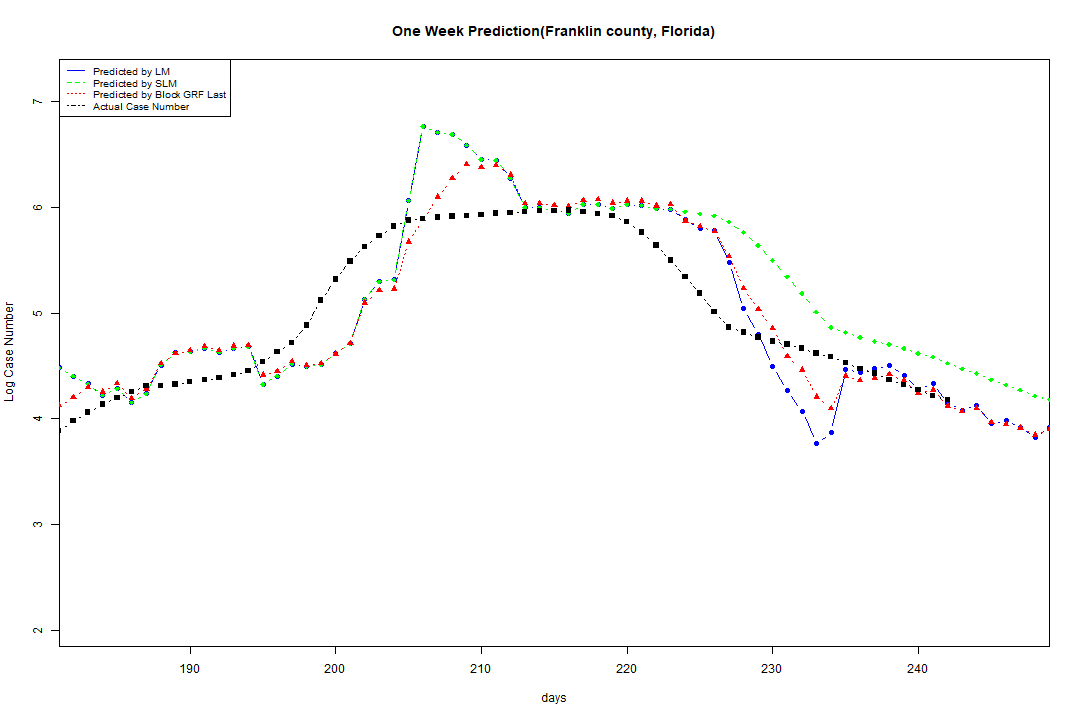 One Week Prediction(Franklin county, Florida)
Predicted by LM
Predicted by SLM
Predicted by Block GRF Last
Actual Case Number
7
6
5
4
3
2
Log Case Number
190 200 210 220 230 240
days